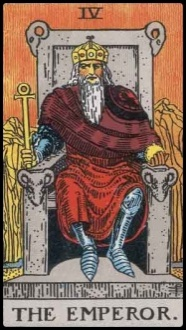 IV
THE EMPEROR.